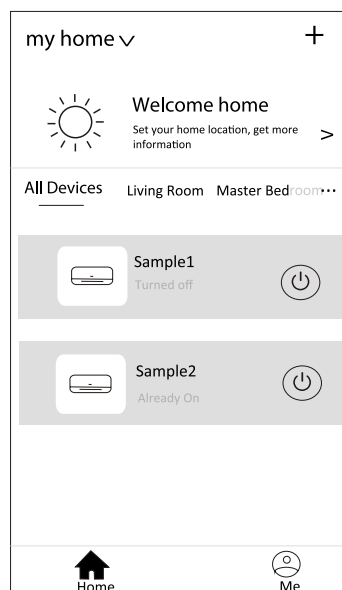 my home
Welcome home
Set your home location, get more
information
All Devices Living Room Master Bedroom...
Sample1
Turned off
Sample2
Already On
Home Me